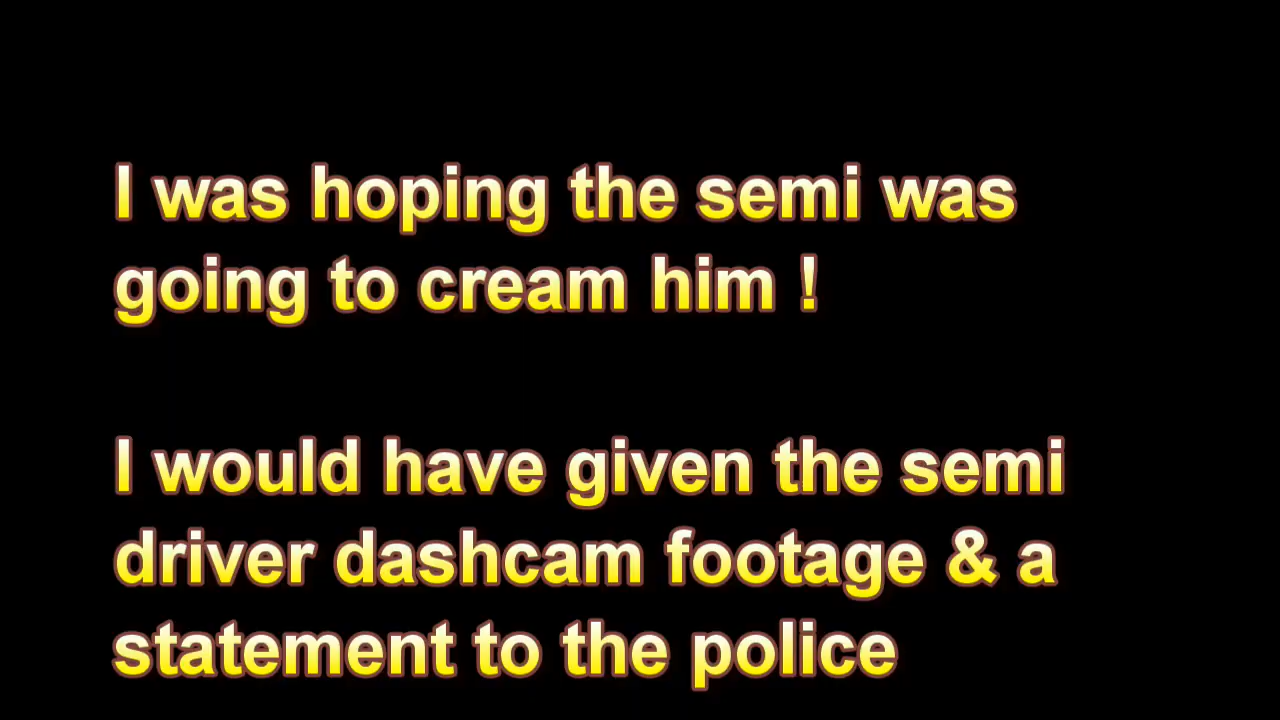 I was hoping the semi was
going to cream him !
I would have given the semi
driver dashcam footage & a
statement to the police